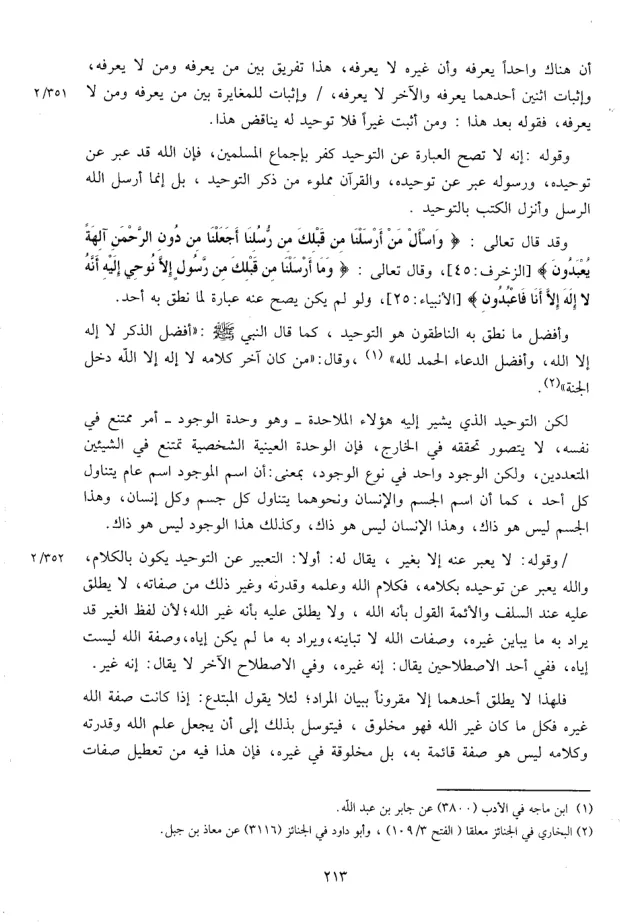 أن هناك واحداً يعرفه وأن غيره لا يعرفه، هذا تفريق بين من يعرفه ومن لا يعرفه،
وإثبات اثنين أحدهما يعرفه والآخر لا يعرفه، / وإثبات للمغايرة بين من يعرفه ومن لا
٢/٣٥١
يعرفه، فقوله بعد هذا : ومن أثبت غيراً فلا توحيد له يناقض هذا.
وقوله :إنه لا تصح العبارة عن التوحيد كفر بإجماع المسلمين، فإن الله قد عبر عن
توحيده، ورسوله عبر عن توحيده، والقرآن مملوء من ذكر التوحيد ، بل إنما أرسل الله
الرسل وأنزل الكتب بالتوحيد .
وقد قال تعالى : ﴿ وَاسْأَلْ مَنْ أَرْسَلْنَا مِن قَبْلِكَ مِن رُّسُلِنَا أَجَعَلْنَا مِن دُونِ الرَّحْمَنِ آلِهَةً
يُعْبَدُونَ ﴾ [الزخرف:٤٥]، وقال تعالى : ﴿ وَمَا أَرْسَلْنَا مِن قَبْلِكَ مِن رَّسُولٍ إِلاَّ نُوحِي إِلَيْهِ أَنَّهُ
لا إِلَهَ إِلاَّ أَنَا فَاعْبُدُونِ ﴾ [الأنبياء:٢٥]، ولو لم يكن يصح عنه عبارة لما نطق به أحد.
وأفضل ما نطق به الناطقون هو التوحيد ، كما قال النبي ﷺ :«أفضل الذكر لا إله
إلا الله، وأفضل الدعاء الحمد لله» (١) ،وقال:«من كان آخر كلامه لا إله إلا الله دخل
الجنة»(٢).
لكن التوحيد الذي يشير إليه هؤلاء الملاحدة ـ وهو وحدة الوجود ـ أمر ممتنع في
نفسه، لا يتصور تحققه في الخارج، فإن الوحدة العينية الشخصية تمتنع في الشيئين
المتعددين، ولكن الوجود واحد في نوع الوجود، بمعنى:أن اسم الموجود اسم عام يتناول
كل أحد ، كما أن اسم الجسم والإنسان ونحوهما يتناول كل جسم وكل إنسان، وهذا
الجسم ليس هو ذاك، وهذا الإنسان ليس هو ذاك، وكذلك هذا الوجود ليس هو ذاك.
/ وقوله: لا يعبر عنه إلا بغير ، يقال له: أولا: التعبير عن التوحيد يكون بالكلام،
٢/٣٥٢
والله يعبر عن توحيده بكلامه، فكلام الله وعلمه وقدرته وغير ذلك من صفاته، لا يطلق
عليه عند السلف والأئمة القول بأنه الله ، ولا يطلق عليه بأنه غير الله؛لأن لفظ الغير قد
يراد به ما يباين غيره، وصفات الله لا تباينه،ويراد به ما لم يكن إياه،وصفة الله ليست
إياه، ففي أحد الاصطلاحين يقال: إنه غيره، وفي الاصطلاح الآخر لا يقال: إنه غير.
فلهذا لا يطلق أحدهما إلا مقروناً ببيان المراد؛ لئلا يقول المبتدع: إذا كانت صفة الله
غيره فكل ما كان غير الله فهو مخلوق ، فيتوسل بذلك إلى أن يجعل علم الله وقدرته
وكلامه ليس هو صفة قائمة به، بل مخلوقة في غيره، فإن هذا فيه من تعطيل صفات
(١) ابن ماجه في الأدب (٣٨٠٠) عن جابر بن عبد الله.
(٢) البخاري في الجنائز معلقا ( الفتح ١٠٩/٣) ، وأبو داود في الجنائز (٣١١٦) عن معاذ بن جبل.
٢١٣